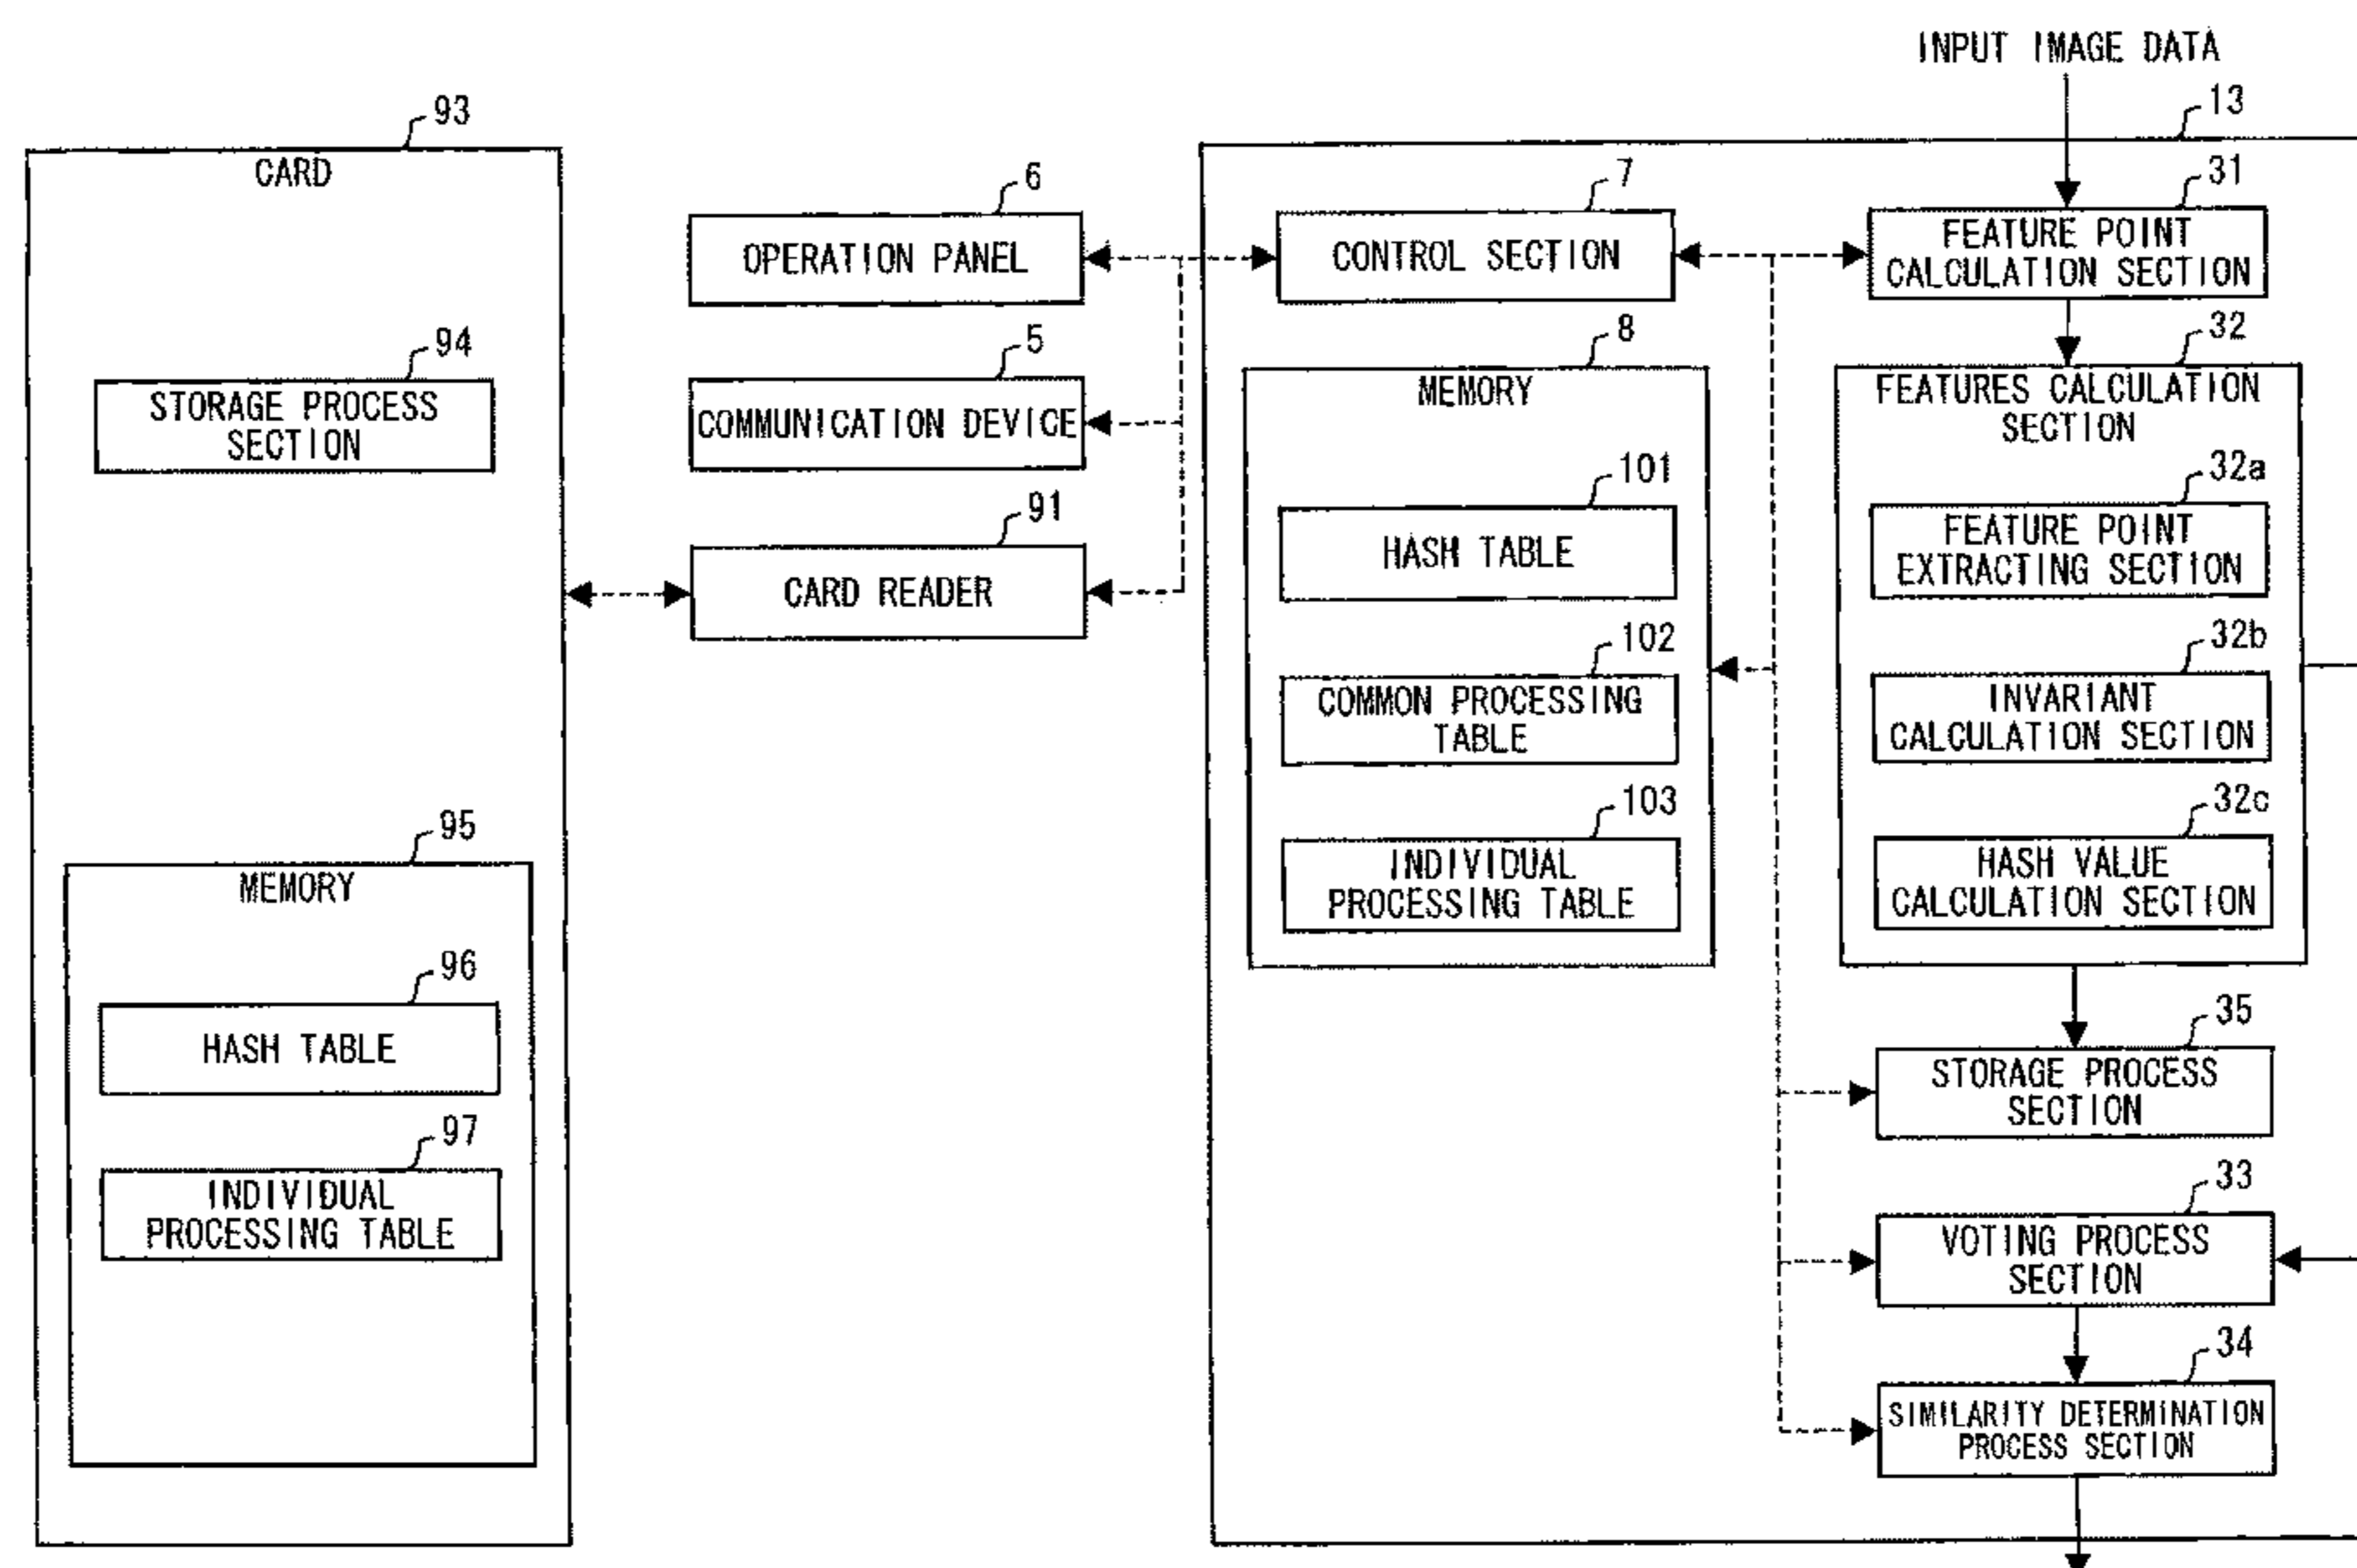 INPUT IMAGE DATA
13
93
CARD
94
STORAGE PROCESS
SECTION
95
MEMORY
96
HASH TABLE
97
INDIVIDUAL
PROCESSING TABLE
6
OPERATION PANEL
5
COMMUNICATION DEVICE
91
CARD READER
7
CONTROL SECTION
8
MEMORY
101
HASH TABLE
102
COMMON PROCESSING
TABLE
103
INDIVIDUAL
PROCESSING TABLE
31
FEATURE POINT
CALCULATION SECTION
32
FEATURES CALCULATION
SECTION
32a
FEATURE POINT
EXTRACTING SECTION
32b
INVARIANT
CALCULATION SECTION
32c
HASH VALUE
CALCULATION SECTION
35
STORAGE PROCESS
SECTION
33
VOTING PROCESS
SECTION
34
SIMILARITY DETERMINATION
PROCESS SECTION